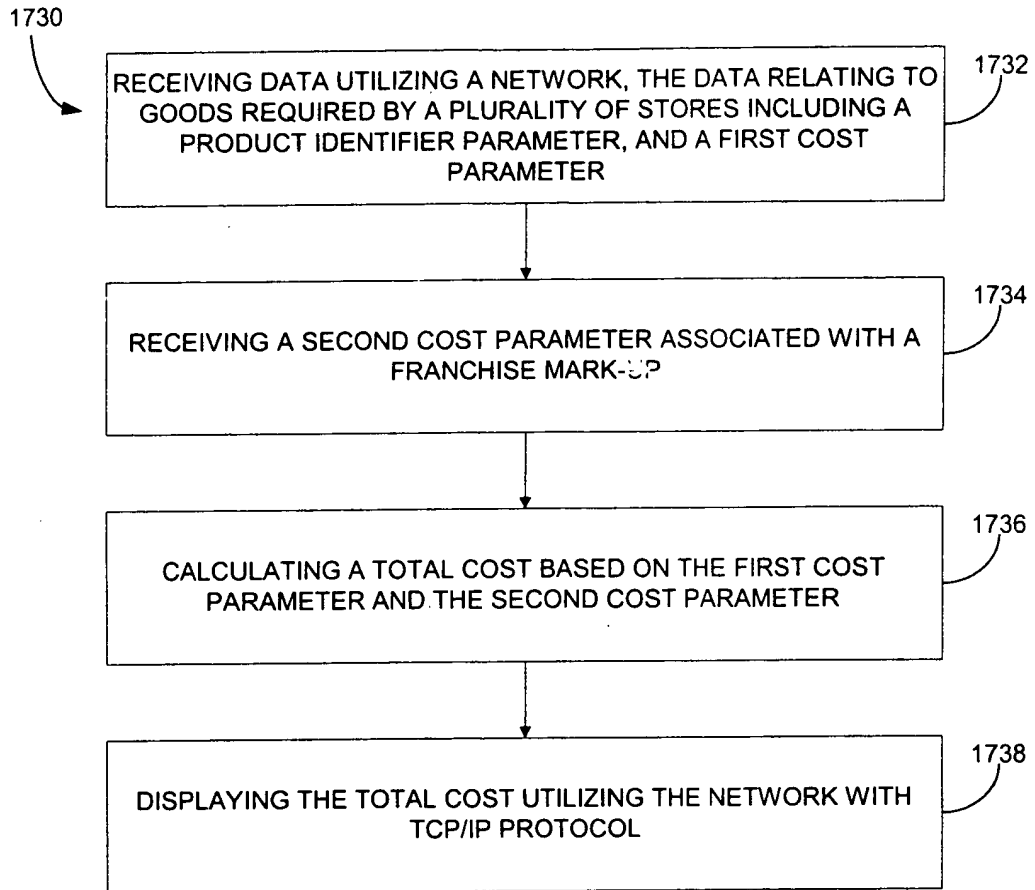 1730
RECEIVING DATA UTILIZING A NETWORK, THE DATA RELATING TO
GOODS REQUIRED BY A PLURALITY OF STORES INCLUDING A
PRODUCT IDENTIFIER PARAMETER, AND A FIRST COST
PARAMETER
1732
RECEIVING A SECOND COST PARAMETER ASSOCIATED WITH A
FRANCHISE MARK-UP
1734
CALCULATING A TOTAL COST BASED ON THE FIRST COST
PARAMETER AND THE SECOND COST PARAMETER
1736
DISPLAYING THE TOTAL COST UTILIZING THE NETWORK WITH
TCP/IP PROTOCOL
1738